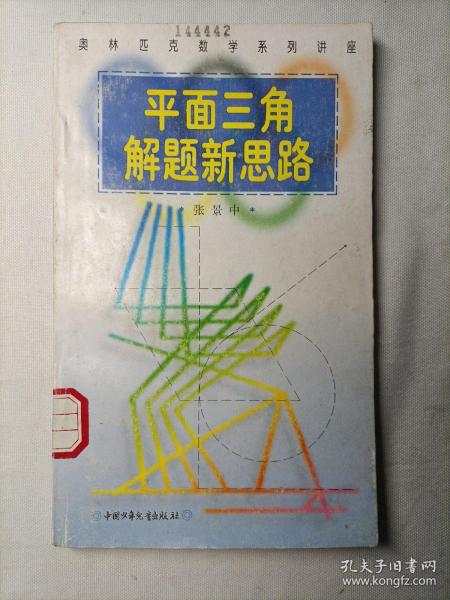 144442
奥林匹克数学系列讲座
平面三角
解题新思路
*张景中*
中国少年儿童出版社
孔夫子旧书网
www.kongfz.com